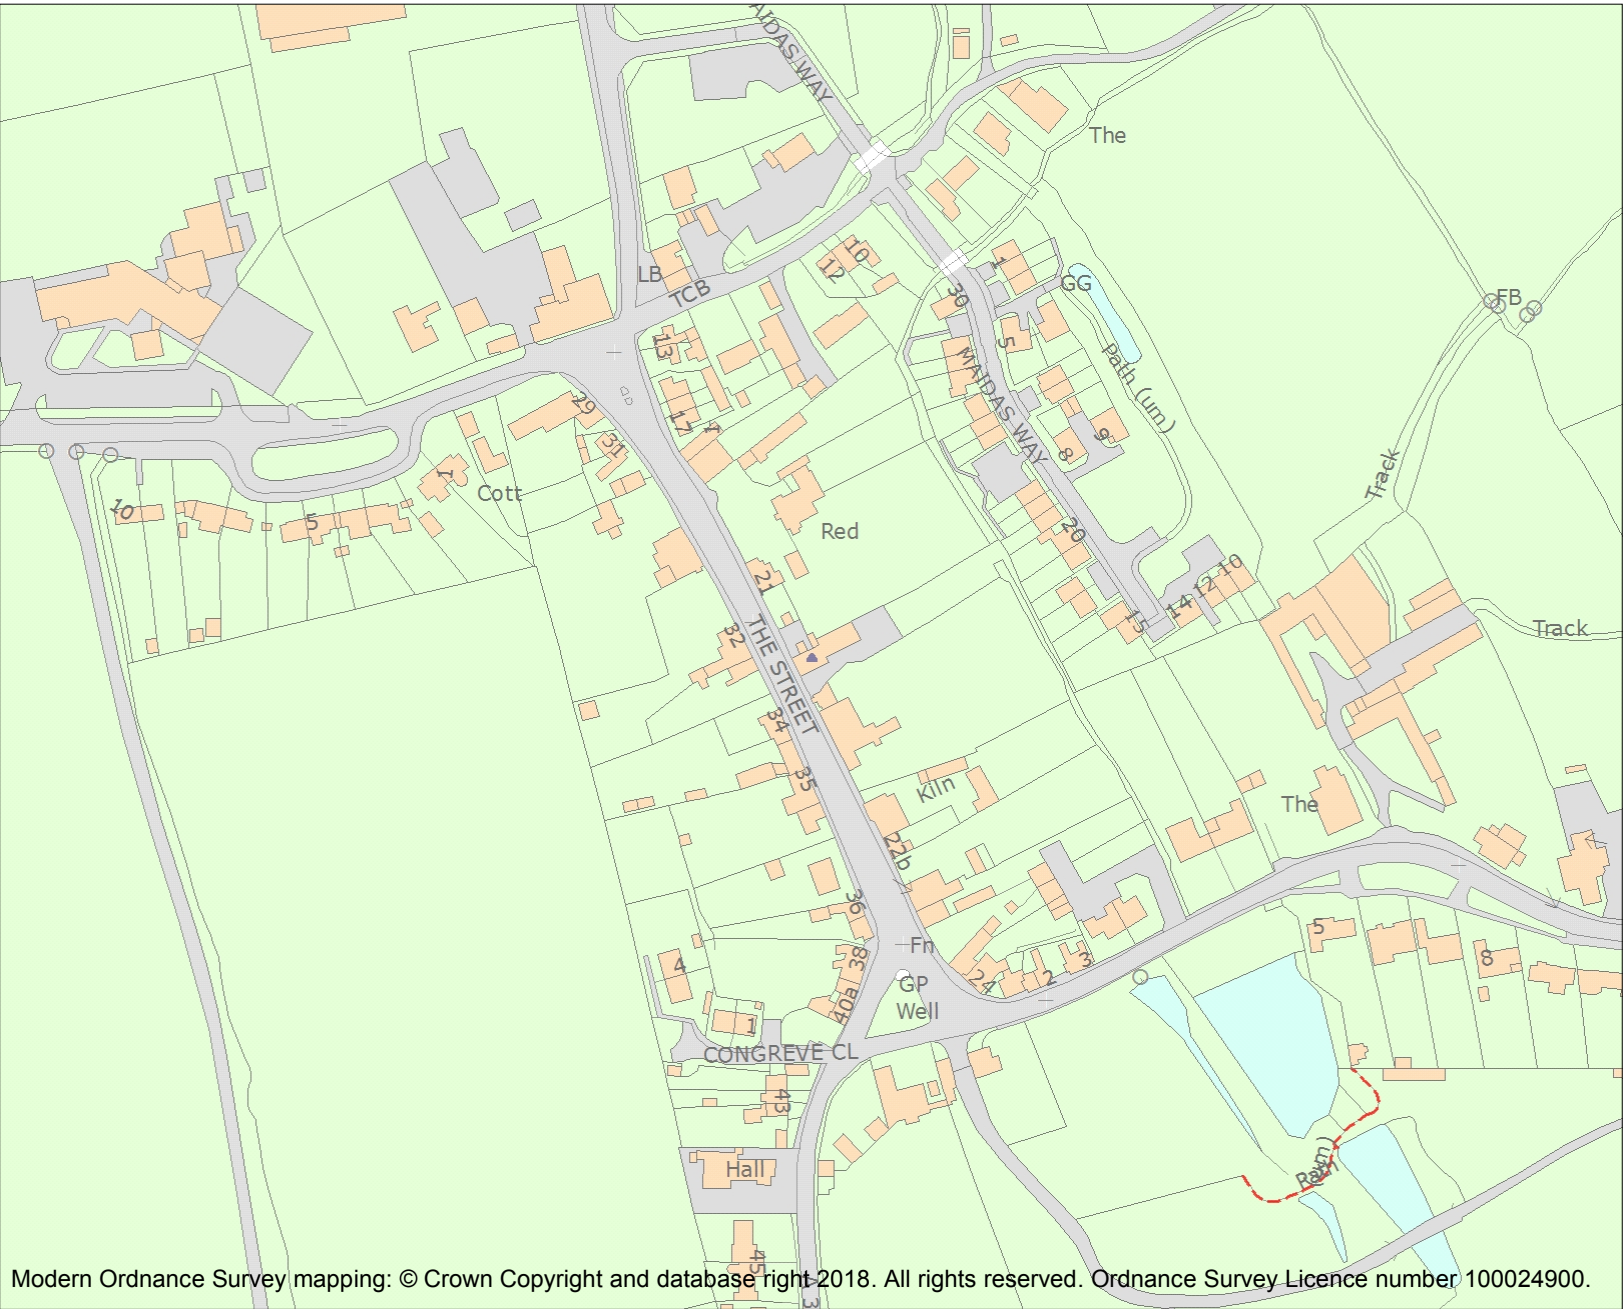 MAIDAS WAY
The
LB
TCB
10
12
1
GG
30
FB
13
5
MAIDAS WAY
Path (um)
29
17
1
31
9
8
1
Cott
Track
10
5
Red
20
21
10
12
14
15
THE STREET
32
Track
34
35
Kiln
The
22b
36
Fn
5
38
4
3
2
24
8
GP
Well
40a
1
CONGREVE CL
43
Hall
Path
(um)
45
Modern Ordnance Survey mapping: © Crown Copyright and database right 2018. All rights reserved. Ordnance Survey Licence number 100024900.